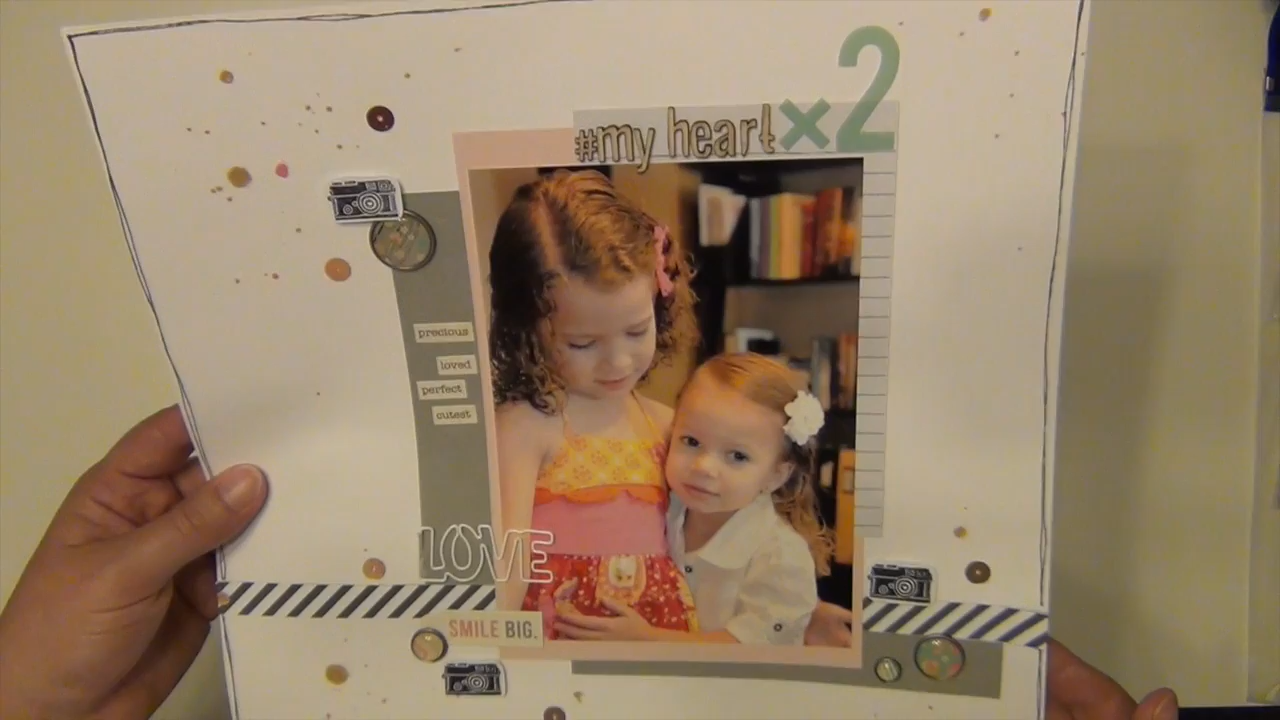 #my heart ×2
precious
loved
perfect
cutest
LOVE
SMILE BIG.